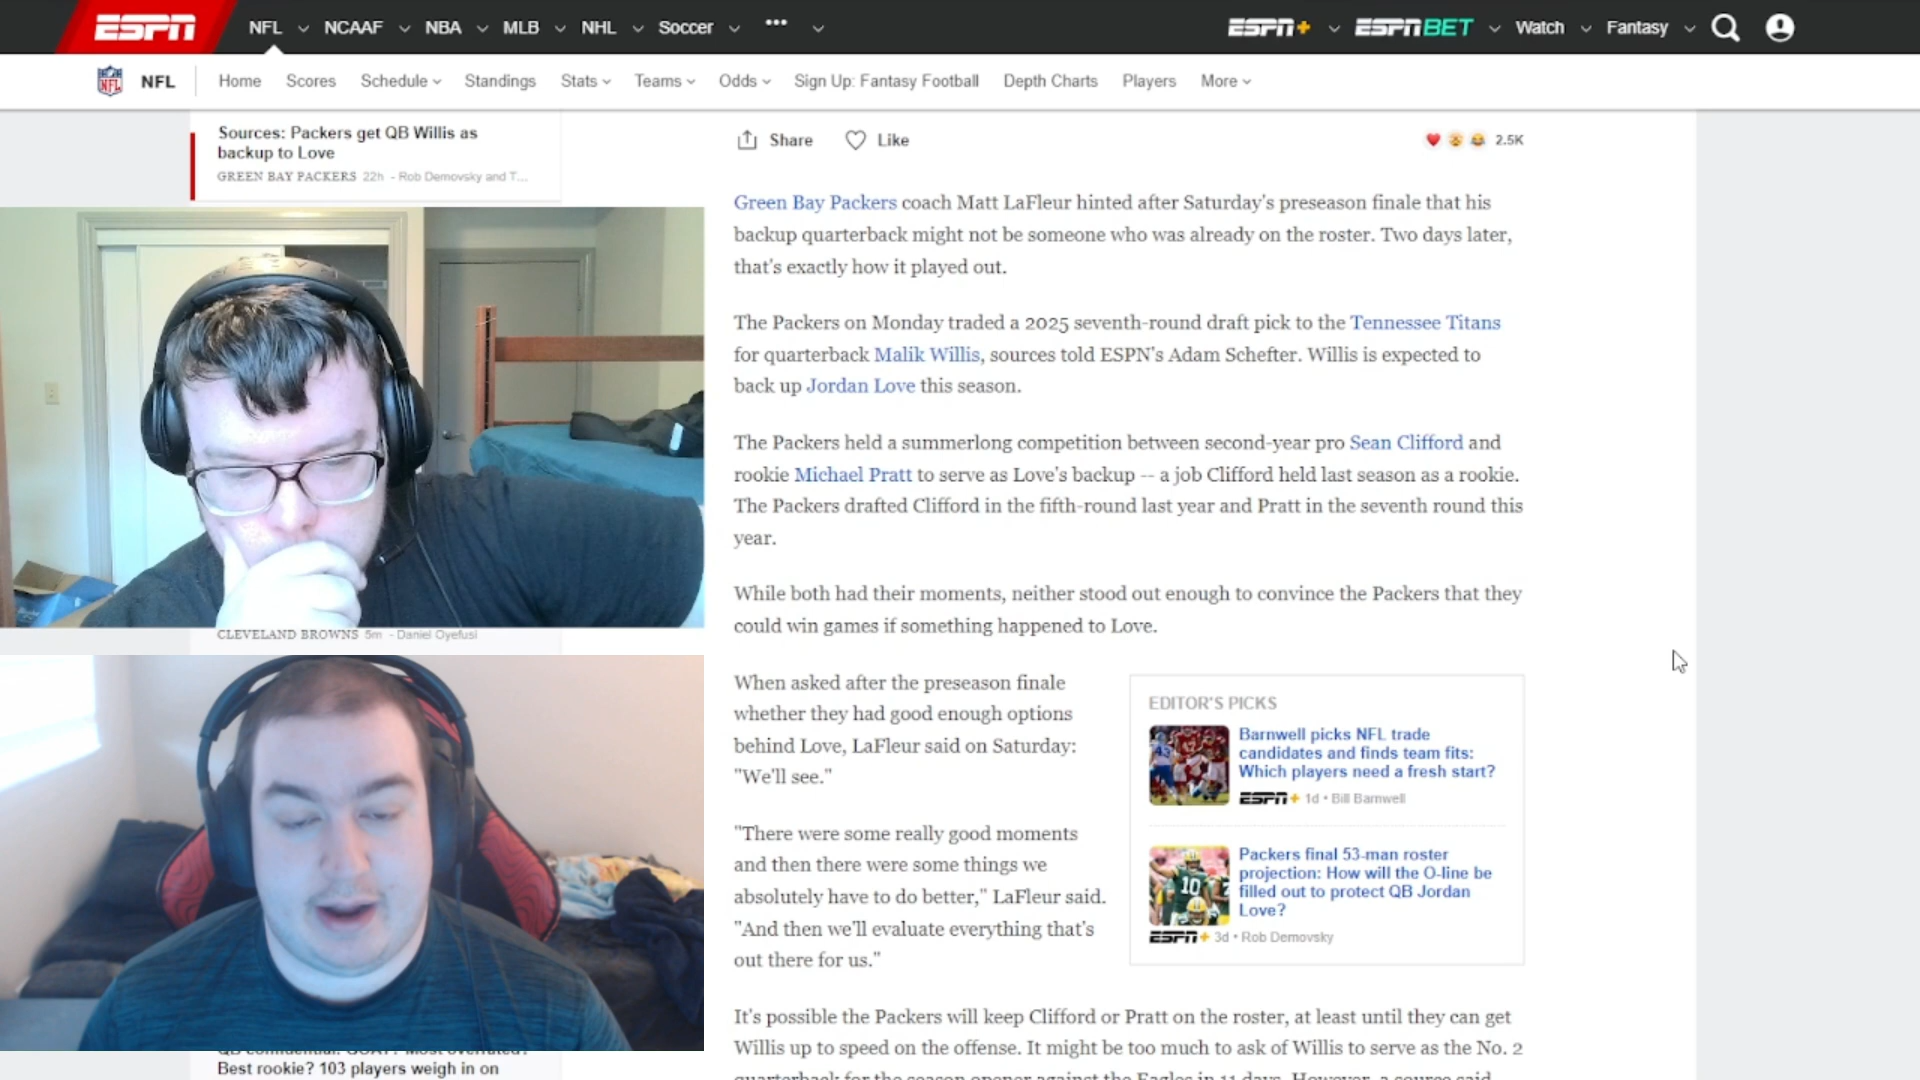 ESPN NFL NCAAF NBA MLB NHL Soccer ••• ESPN+ ESPN BET Watch Fantasy
NFL NFL Home Scores Schedule Standings Stats Teams Odds Sign Up: Fantasy Football Depth Charts Players More
Sources: Packers get QB Willis as
backup to Love
GREEN BAY PACKERS 22h - Rob Demovsky and T...
CLEVELAND BROWNS 5m - Daniel Oyefusi
Best rookie? 103 players weigh in on
Share Like 2.5K
Green Bay Packers coach Matt LaFleur hinted after Saturday's preseason finale that his
backup quarterback might not be someone who was already on the roster. Two days later,
that's exactly how it played out.
The Packers on Monday traded a 2025 seventh-round draft pick to the Tennessee Titans
for quarterback Malik Willis, sources told ESPN's Adam Schefter. Willis is expected to
back up Jordan Love this season.
The Packers held a summerlong competition between second-year pro Sean Clifford and
rookie Michael Pratt to serve as Love's backup -- a job Clifford held last season as a rookie.
The Packers drafted Clifford in the fifth-round last year and Pratt in the seventh round this
year.
While both had their moments, neither stood out enough to convince the Packers that they
could win games if something happened to Love.
When asked after the preseason finale
whether they had good enough options
behind Love, LaFleur said on Saturday:
"We'll see."
"There were some really good moments
and then there were some things we
absolutely have to do better," LaFleur said.
"And then we'll evaluate everything that's
out there for us."
EDITOR'S PICKS
Barnwell picks NFL trade
candidates and finds team fits:
Which players need a fresh start?
ESPN+ 1d • Bill Barnwell
Packers final 53-man roster
projection: How will the O-line be
filled out to protect QB Jordan
Love?
ESPN+ 3d • Rob Demovsky
It's possible the Packers will keep Clifford or Pratt on the roster, at least until they can get
Willis up to speed on the offense. It might be too much to ask of Willis to serve as the No. 2
quarterback for the season opener against the Eagles in 11 days. However, a source said